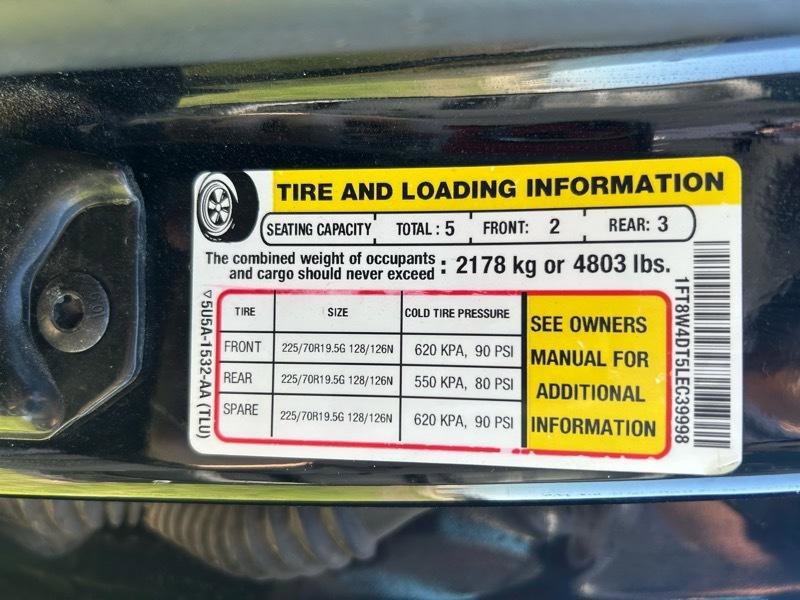 TIRE AND LOADING INFORMATION
SEATING CAPACITY TOTAL : 5 FRONT: 2 REAR: 3
The combined weight of occupants
and cargo should never exceed : 2178 kg or 4803 lbs.
TIRE SIZE COLD TIRE PRESSURE
FRONT 225/70R19.5G 128/126N 620 KPA, 90 PSI
REAR 225/70R19.5G 128/126N 550 KPA, 80 PSI
SPARE 225/70R19.5G 128/126N 620 KPA, 90 PSI
SEE OWNERS
MANUAL FOR
ADDITIONAL
INFORMATION
5U5A-1532-AA (TLU)
1FT8W4DT5LEC39998